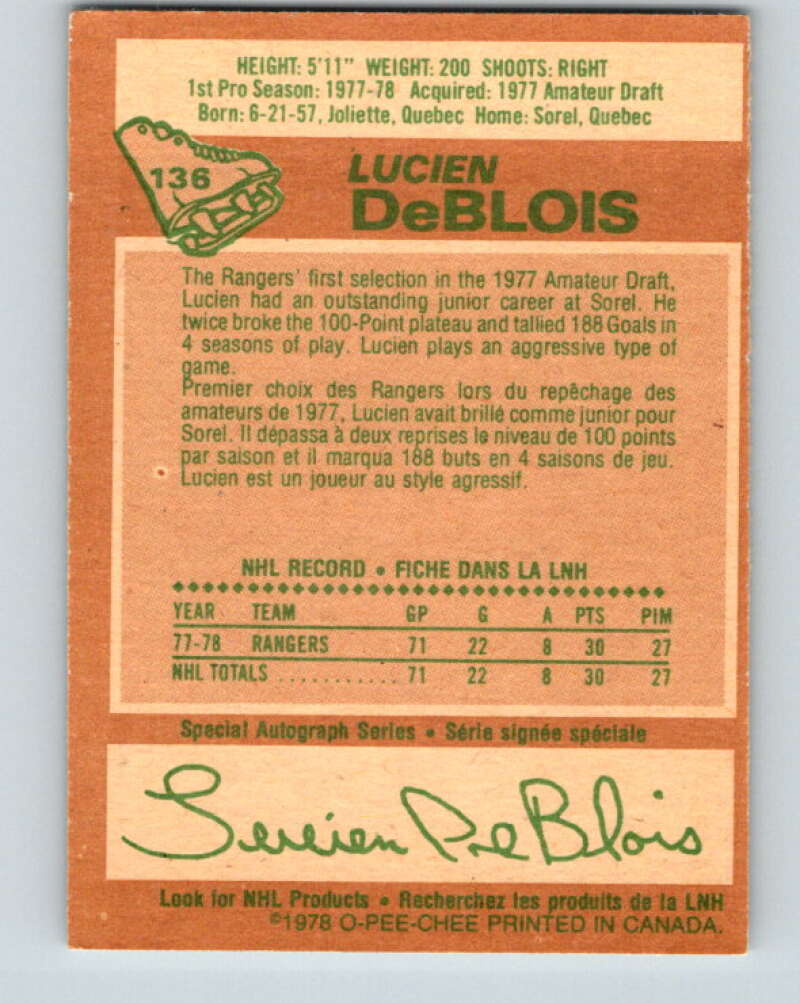 HEIGHT: 5'11" WEIGHT: 200 SHOOTS: RIGHT
1st Pro Season: 1977-78 Acquired: 1977 Amateur Draft
Born: 6-21-57, Joliette, Quebec Home: Sorel, Quebec
136
LUCIEN
DeBLOIS
The Rangers' first selection in the 1977 Amateur Draft,
Lucien had an outstanding junior career at Sorel. He
twice broke the 100-Point plateau and tallied 188 Goals in
4 seasons of play. Lucien plays an aggressive type of
game.
Premier choix des Rangers lors du repêchage des
amateurs de 1977, Lucien avait brillé comme junior pour
Sorel. Il dépassa à deux reprises le niveau de 100 points
par saison et il marqua 188 buts en 4 saisons de jeu.
Lucien est un joueur au style agressif.
NHL RECORD • FICHE DANS LA LNH
YEAR TEAM GP G A PTS PIM
77-78 RANGERS 71 22 8 30 27
NHL TOTALS ............ 71 22 8 30 27
Special Autograph Series • Série signée spéciale
Lucien DeBlois
Look for NHL Products • Recherchez les produits de la LNH
©1978 O-PEE-CHEE PRINTED IN CANADA.